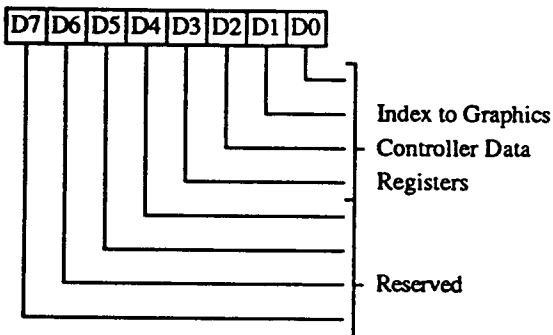 D7 D6 D5 D4 D3 D2 D1 D0
Index to Graphics
Controller Data
Registers
Reserved